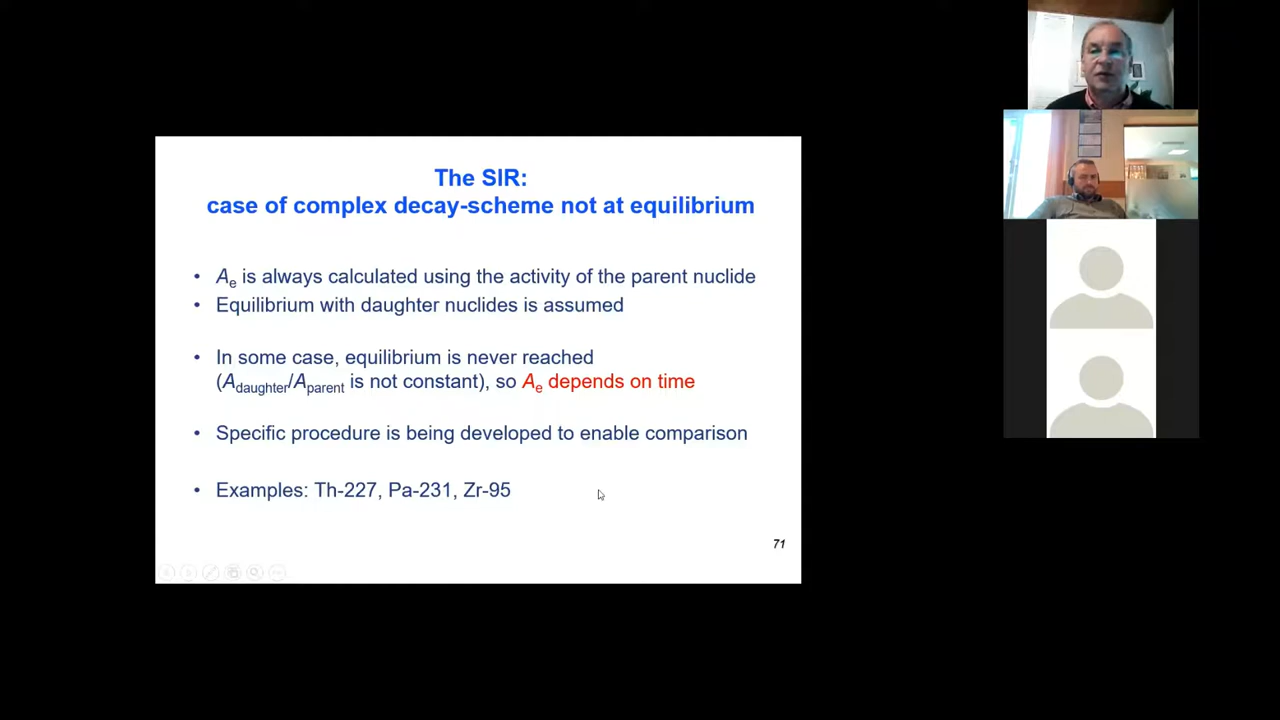 The SIR:
case of complex decay-scheme not at equilibrium
• Ae is always calculated using the activity of the parent nuclide
• Equilibrium with daughter nuclides is assumed
• In some case, equilibrium is never reached
(Adaughter/Aparent is not constant), so Ae depends on time
• Specific procedure is being developed to enable comparison
• Examples: Th-227, Pa-231, Zr-95
71